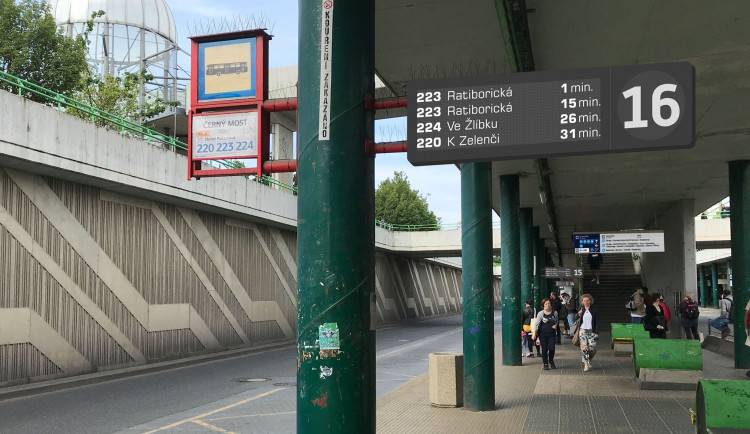 KOUŘENÍ ZAKÁZÁNO
ČERNÝ MOST
220 223 224
223 Ratiborická 1 min.
223 Ratiborická 15 min.
224 Ve Žlíbku 26 min.
220 K Zelenči 31 min.
16
15